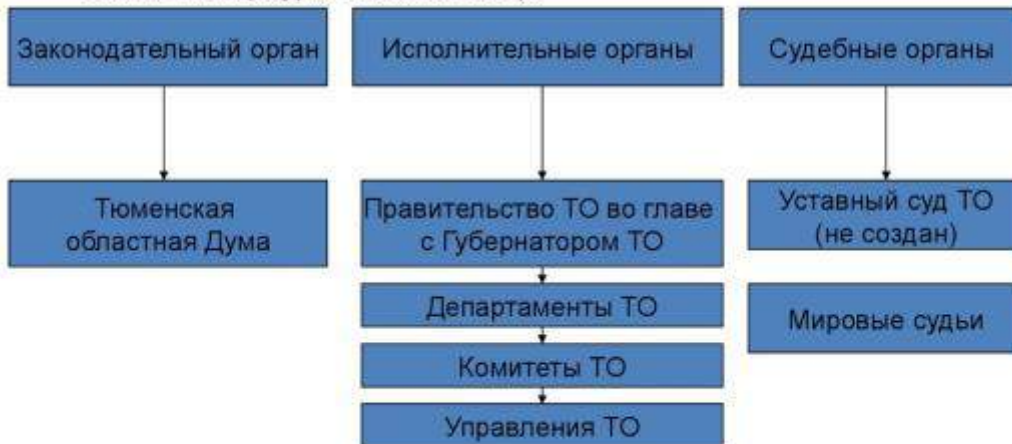 Законодательный орган
Исполнительные органы
Судебные органы
Тюменская
областная Дума
Правительство ТО во главе
с Губернатором ТО
Уставный суд ТО
(не создан)
Департаменты ТО
Мировые судьи
Комитеты ТО
Управления ТО